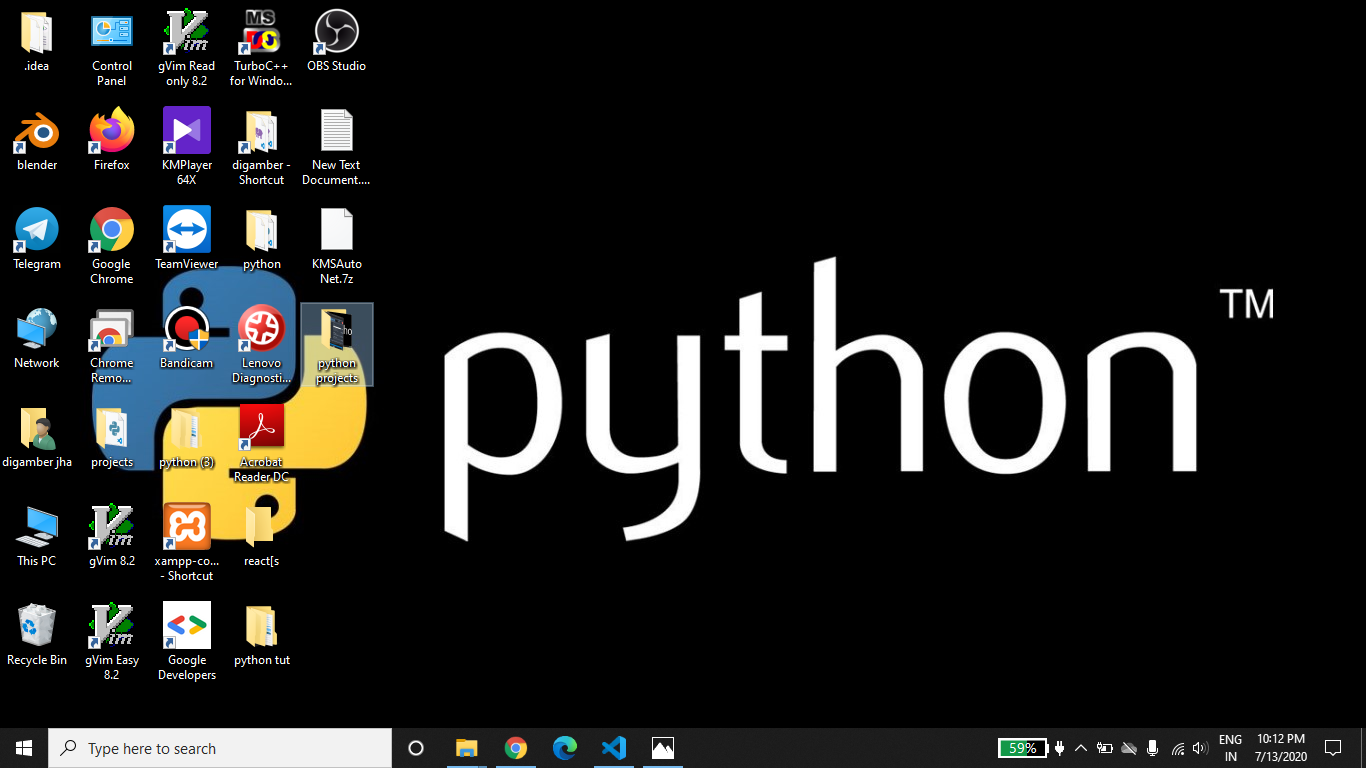 .idea
Control
Panel
gVim Read
only 8.2
MS
DOS
TurboC++
for Windo...
OBS Studio
blender
Firefox
KMPlayer
64X
digamber -
Shortcut
New Text
Document....
Telegram
Google
Chrome
TeamViewer
python
KMSAuto
Net.7z
Network
Chrome
Remo...
Bandicam
Lenovo
Diagnosti...
python
projects
digamber jha
projects
python (3)
Acrobat
Reader DC
This PC
gVim 8.2
xampp-co...
- Shortcut
react[s
Recycle Bin
gVim Easy
8.2
Google
Developers
python tut
python TM
Type here to search
59%
ENG
IN
10:12 PM
7/13/2020